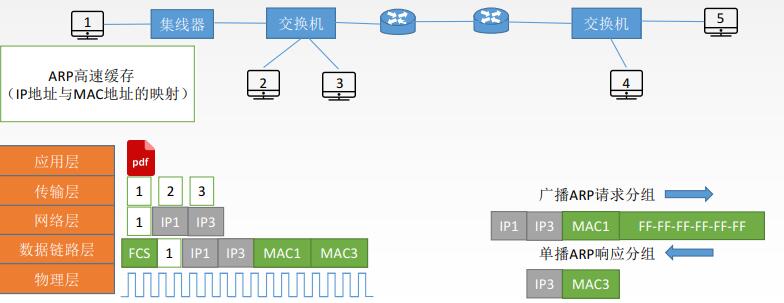 1
集线器
交换机
交换机
5
2
3
4
ARP高速缓存
（IP地址与MAC地址的映射）
应用层
pdf
传输层
1 2 3
网络层
1 IP1 IP3
数据链路层
FCS 1 IP1 IP3 MAC1 MAC3
物理层
广播ARP请求分组
IP1 IP3 MAC1 FF-FF-FF-FF-FF-FF
单播ARP响应分组
IP3 MAC3